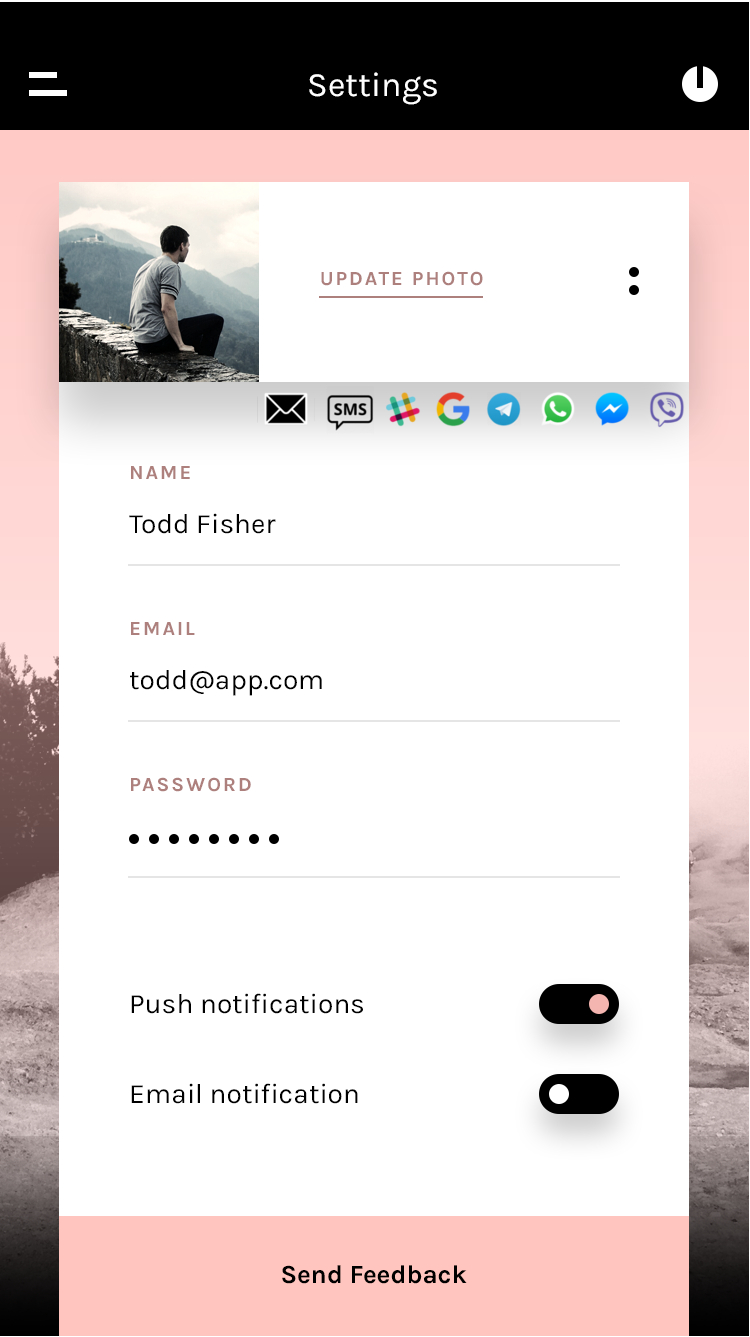 Settings
UPDATE PHOTO
SMS
NAME
Todd Fisher
EMAIL
todd@app.com
PASSWORD
Push notifications
Email notification
Send Feedback